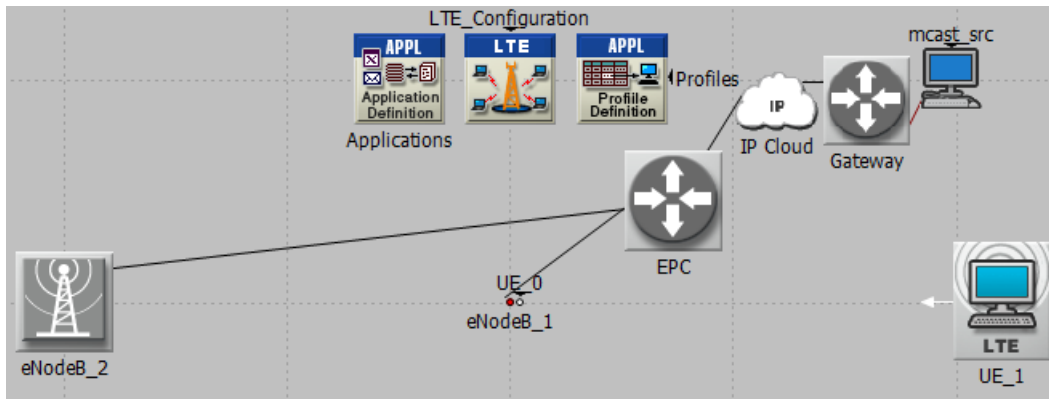 LTE_Configuration
APPL
Application
Definition
Applications
LTE
APPL
Profile
Definition
Profiles
mcast_src
IP
IP Cloud
Gateway
EPC
UE_0
eNodeB_1
eNodeB_2
LTE
UE_1